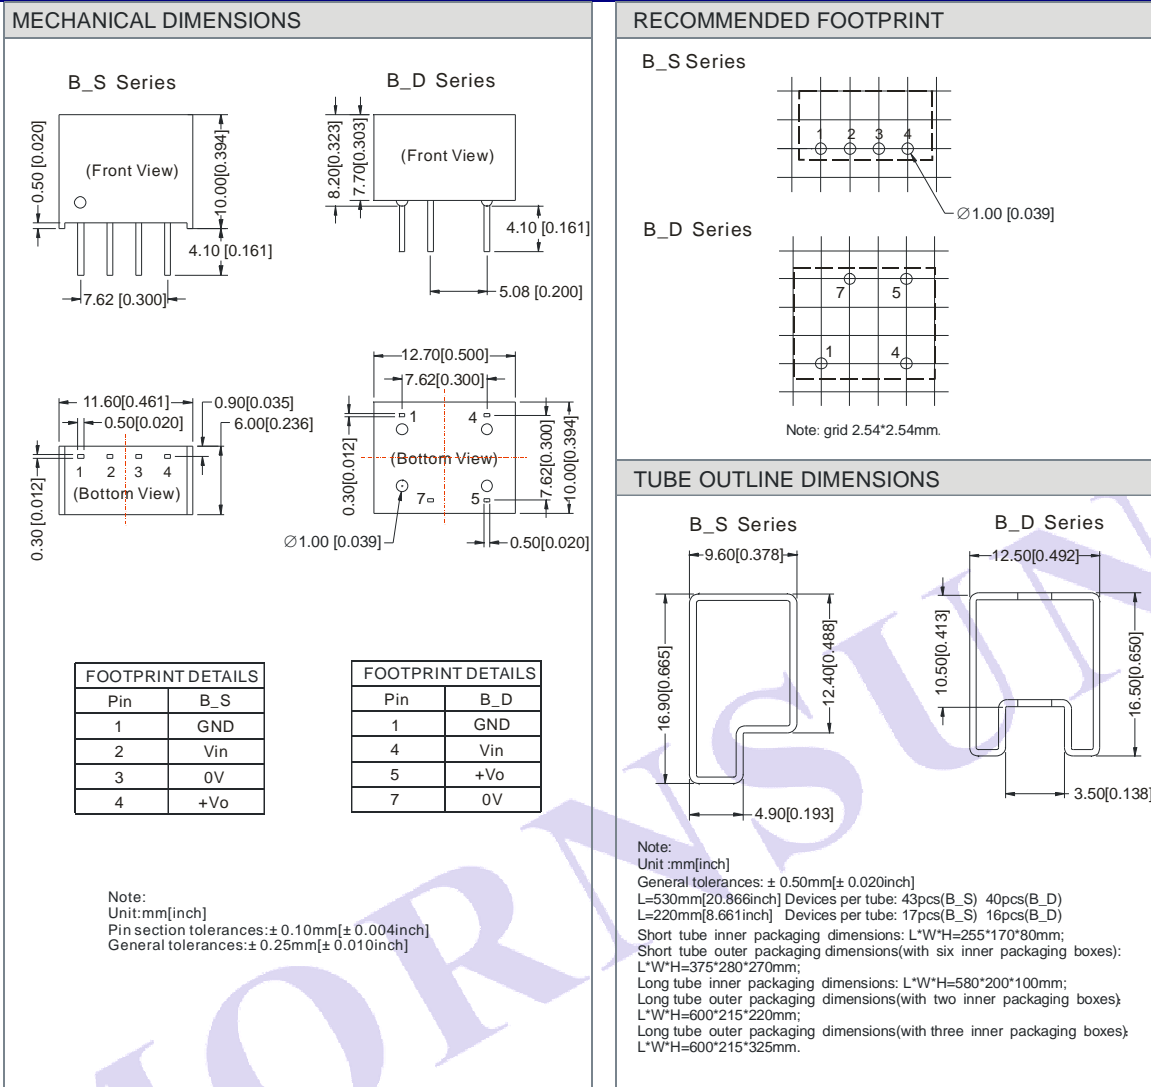 MECHANICAL DIMENSIONS
B_S Series
B_D Series
(Front View)
0.50 [0.020]
10.00[0.394]
4.10 [0.161]
7.62 [0.300]
(Front View)
8.20[0.323]
7.70[0.303]
4.10 [0.161]
5.08 [0.200]
11.60[0.461]
0.50[0.020]
0.90[0.035]
6.00[0.236]
0.30 [0.012]
1 2 3 4
(Bottom View)
12.70[0.500]
7.62[0.300]
1 4
(Bottom View)
7 5
0.30[0.012]
7.62[0.300]
10.00[0.394]
∅1.00 [0.039]
0.50[0.020]
FOOTPRINT DETAILS
Pin B_S
1 GND
2 Vin
3 0V
4 +Vo
FOOTPRINT DETAILS
Pin B_D
1 GND
4 Vin
5 +Vo
7 0V
Note:
Unit:mm[inch]
Pin section tolerances:± 0.10mm[± 0.004inch]
General tolerances:± 0.25mm[± 0.010inch]
RECOMMENDED FOOTPRINT
B_S Series
1 2 3 4
∅1.00 [0.039]
B_D Series
7 5
1 4
Note: grid 2.54*2.54mm.
TUBE OUTLINE DIMENSIONS
B_S Series
B_D Series
9.60[0.378]
16.90[0.665]
12.40[0.488]
4.90[0.193]
12.50[0.492]
10.50[0.413]
16.50[0.650]
3.50[0.138]
Note:
Unit :mm[inch]
General tolerances: ± 0.50mm[± 0.020inch]
L=530mm[20.866inch] Devices per tube: 43pcs(B_S) 40pcs(B_D)
L=220mm[8.661inch] Devices per tube: 17pcs(B_S) 16pcs(B_D)
Short tube inner packaging dimensions: L*W*H=255*170*80mm;
Short tube outer packaging dimensions(with six inner packaging boxes):
L*W*H=375*280*270mm;
Long tube inner packaging dimensions: L*W*H=580*200*100mm;
Long tube outer packaging dimensions(with two inner packaging boxes):
L*W*H=600*215*220mm;
Long tube outer packaging dimensions(with three inner packaging boxes):
L*W*H=600*215*325mm.
MORNSUN